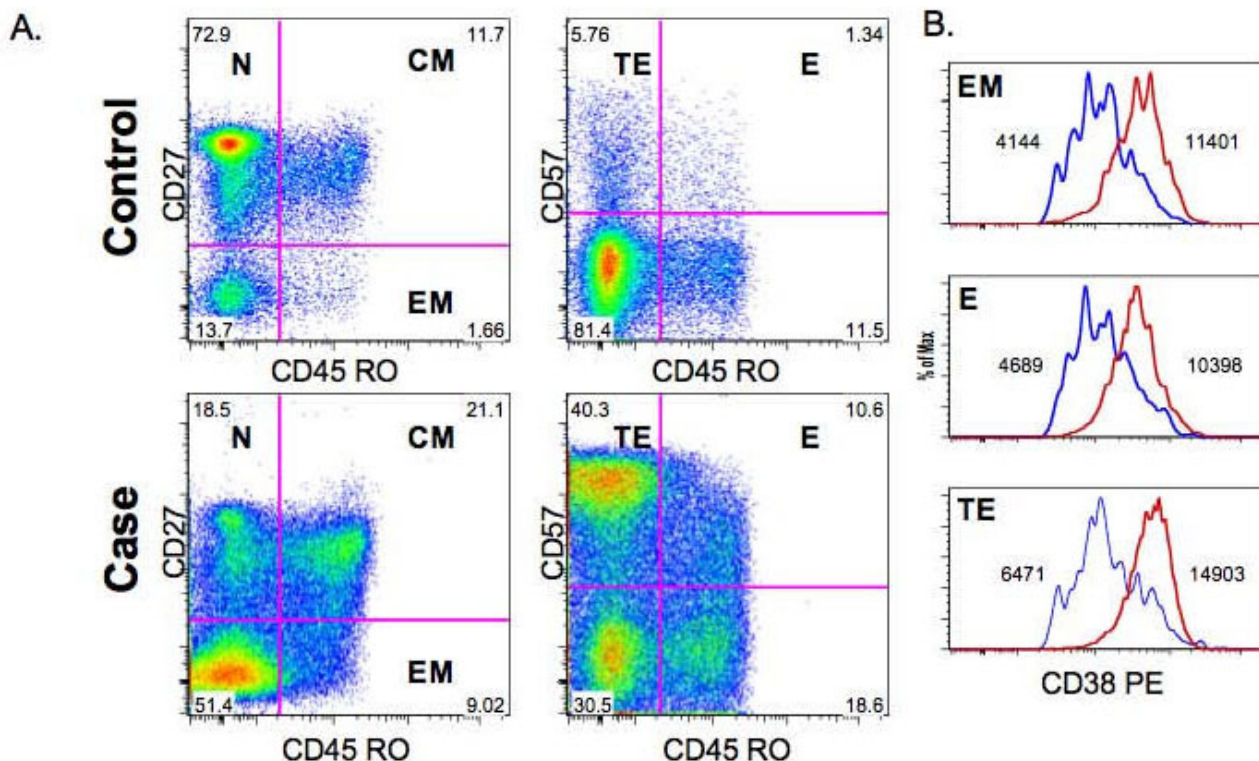 A.
B.
Control
72.9
11.7
N
CM
CD27
EM
13.7
1.66
CD45 RO
5.76
1.34
TE
E
CD57
81.4
11.5
CD45 RO
Case
18.5
21.1
N
CM
CD27
EM
51.4
9.02
CD45 RO
40.3
10.6
TE
E
CD57
30.5
18.6
CD45 RO
EM
4144
11401
E
4689
10398
% of Max
TE
6471
14903
CD38 PE